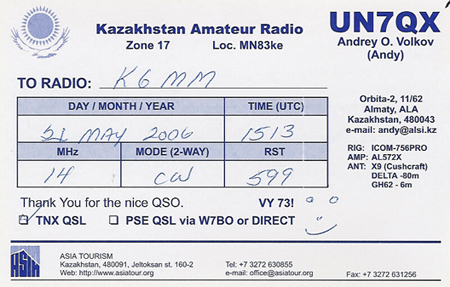 Kazakhstan Amateur Radio
Zone 17 Loc. MN83ke
UN7QX
Andrey O. Volkov
(Andy)
TO RADIO: K6MM
Orbita-2, 11/62
Almaty, ALA
Kazakhstan, 480043
e-mail: andy@alsi.kz
DAY / MONTH / YEAR TIME (UTC)
21 MAY 2006 1513
MHz MODE (2-WAY) RST
14 CW 599
RIG: ICOM-756PRO
AMP: AL572X
ANT: X9 (Cushcraft)
DELTA -80m
GH62 - 6m
Thank You for the nice QSO. VY 73!
TNX QSL PSE QSL via W7BO or DIRECT
ASIA TOURISM
Kazakhstan, 480091, Jeltoksan st. 160-2 Tel: +7 3272 630855
Web: http://www.asiatour.org e-mail: office@asiatour.org Fax: +7 3272 631256